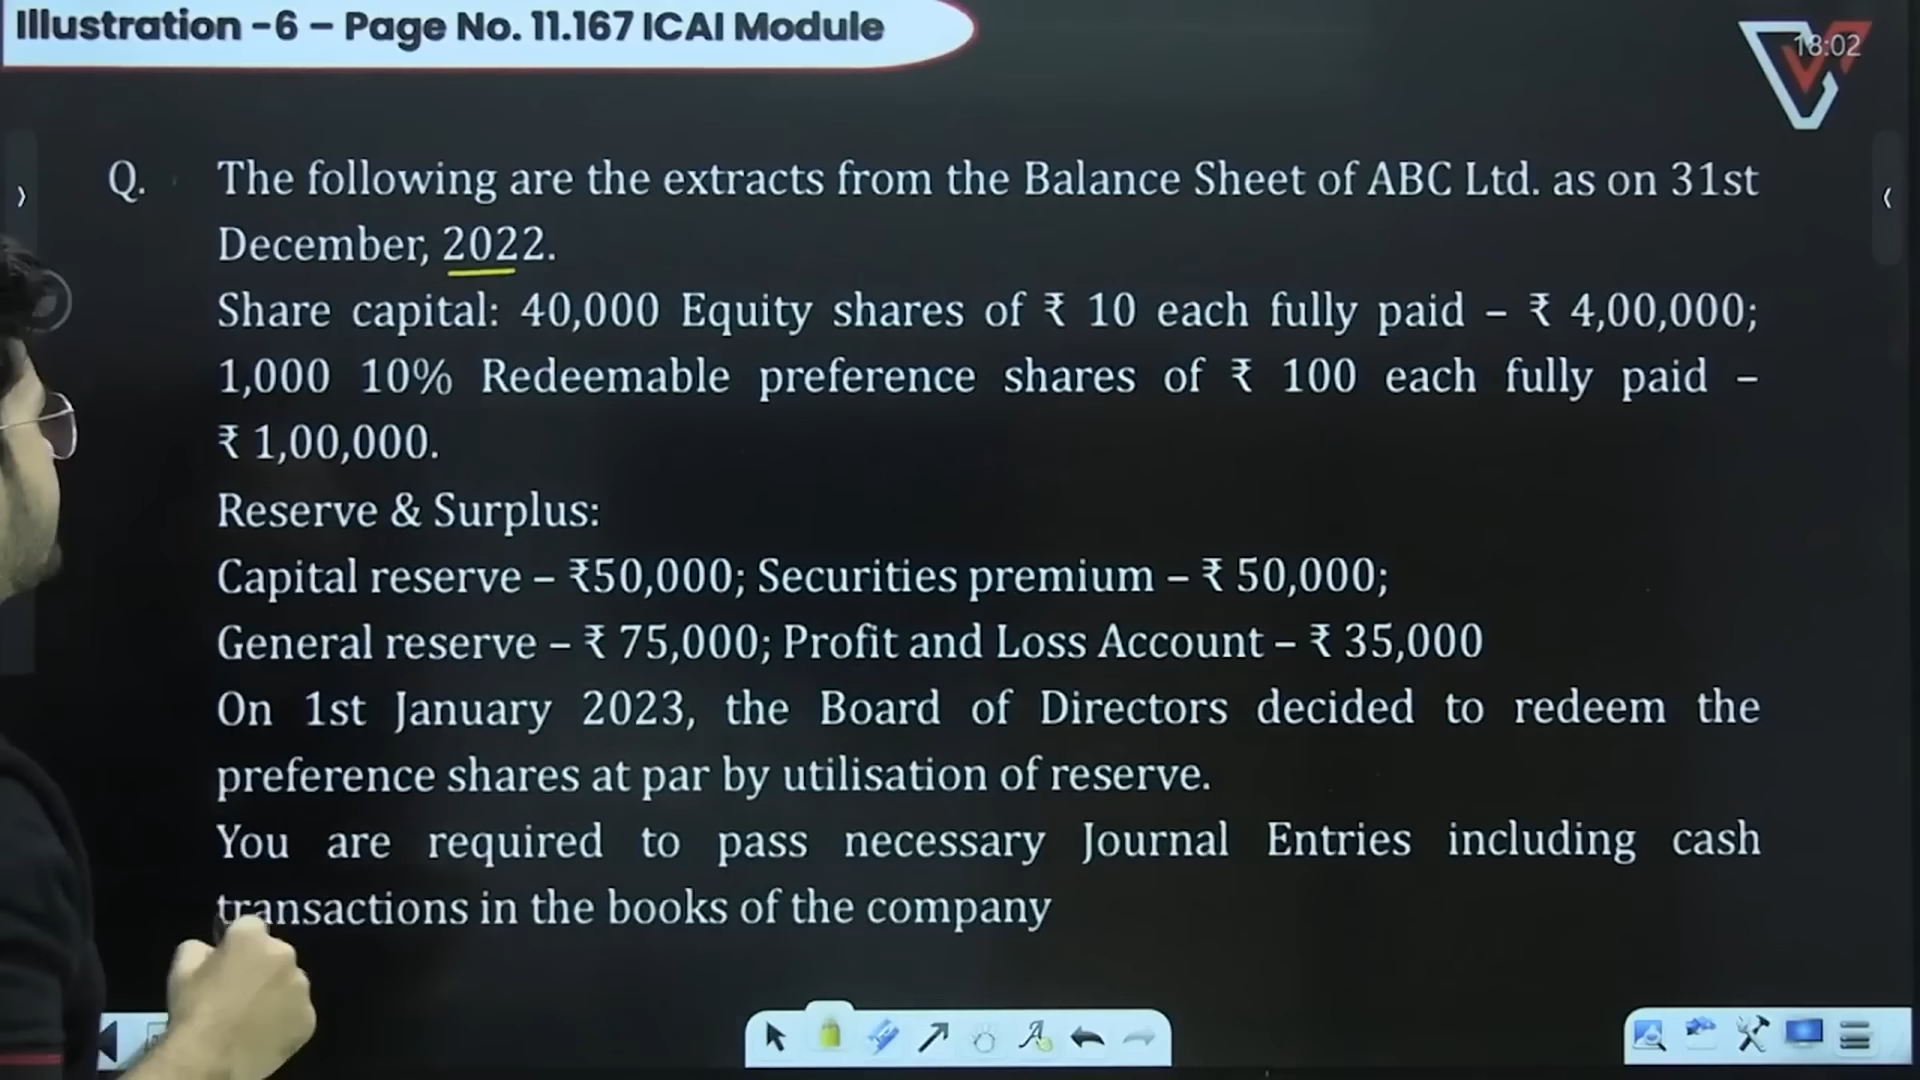 Illustration -6 – Page No. 11.167 ICAI Module
18:02
Q. The following are the extracts from the Balance Sheet of ABC Ltd. as on 31st
December, 2022.
Share capital: 40,000 Equity shares of ₹ 10 each fully paid – ₹ 4,00,000;
1,000 10% Redeemable preference shares of ₹ 100 each fully paid –
₹ 1,00,000.
Reserve & Surplus:
Capital reserve – ₹50,000; Securities premium – ₹ 50,000;
General reserve – ₹ 75,000; Profit and Loss Account – ₹ 35,000
On 1st January 2023, the Board of Directors decided to redeem the
preference shares at par by utilisation of reserve.
You are required to pass necessary Journal Entries including cash
transactions in the books of the company